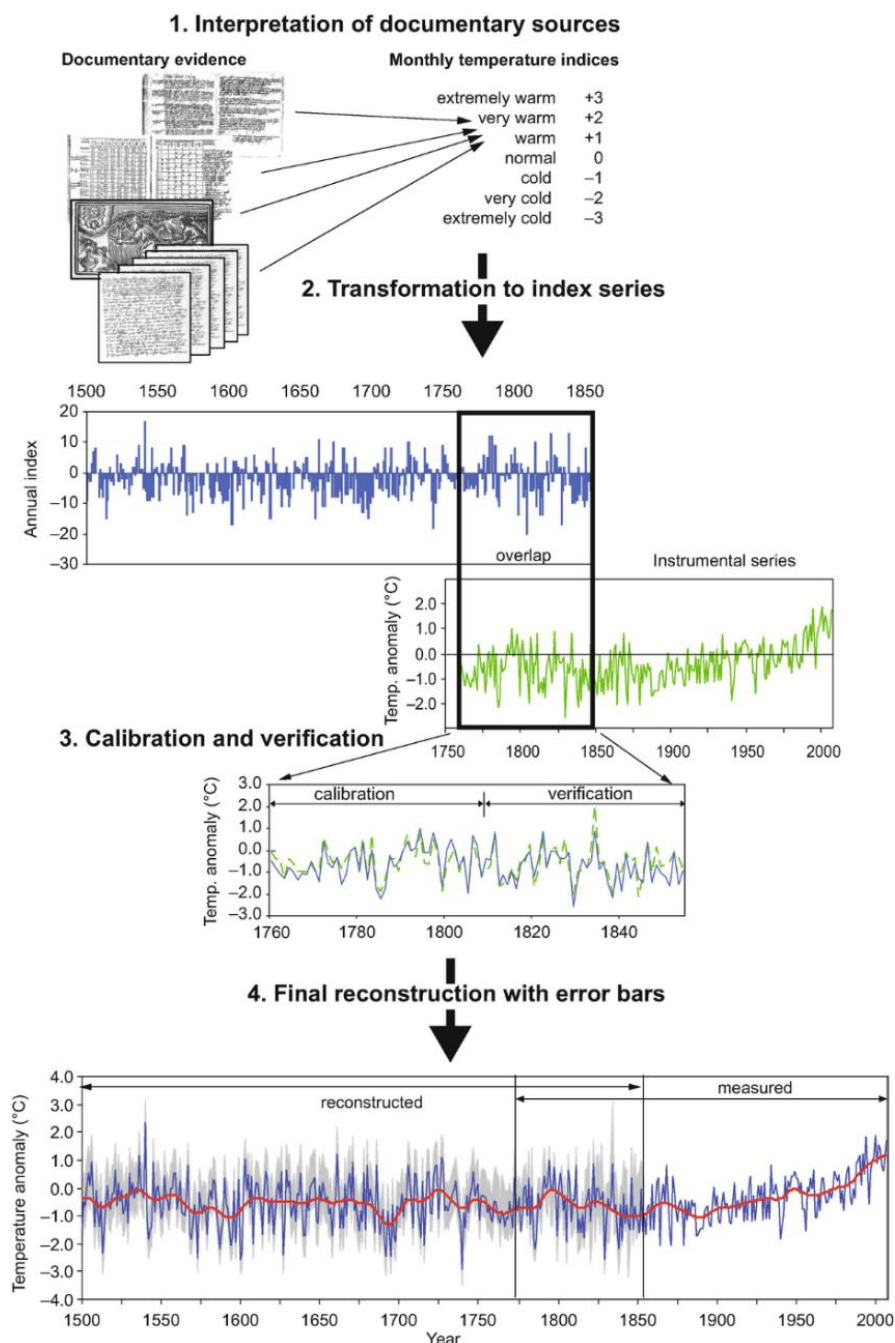 1. Interpretation of documentary sources
Documentary evidence
Monthly temperature indices
extremely warm +3
very warm +2
warm +1
normal 0
cold –1
very cold –2
extremely cold –3
2. Transformation to index series
1500 1550 1600 1650 1700 1750 1800 1850
Annual index
20
10
0
–10
–20
–30
overlap
Instrumental series
Temp. anomaly (°C)
2.0
1.0
0.0
–1.0
–2.0
1750 1800 1850 1900 1950 2000
3. Calibration and verification
Temp. anomaly (°C)
3.0
2.0
1.0
0.0
–1.0
–2.0
–3.0
calibration
verification
1760 1780 1800 1820 1840
4. Final reconstruction with error bars
Temperature anomaly (°C)
4.0
3.0
2.0
1.0
0.0
–1.0
–2.0
–3.0
–4.0
reconstructed
measured
1500 1550 1600 1650 1700 1750 1800 1850 1900 1950 2000
Year